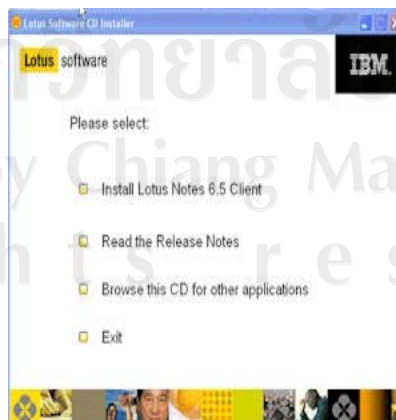 Lotus Software CD Installer
Lotus software
IBM.
Please select:
Install Lotus Notes 6.5 Client
Read the Release Notes
Browse this CD for other applications
Exit